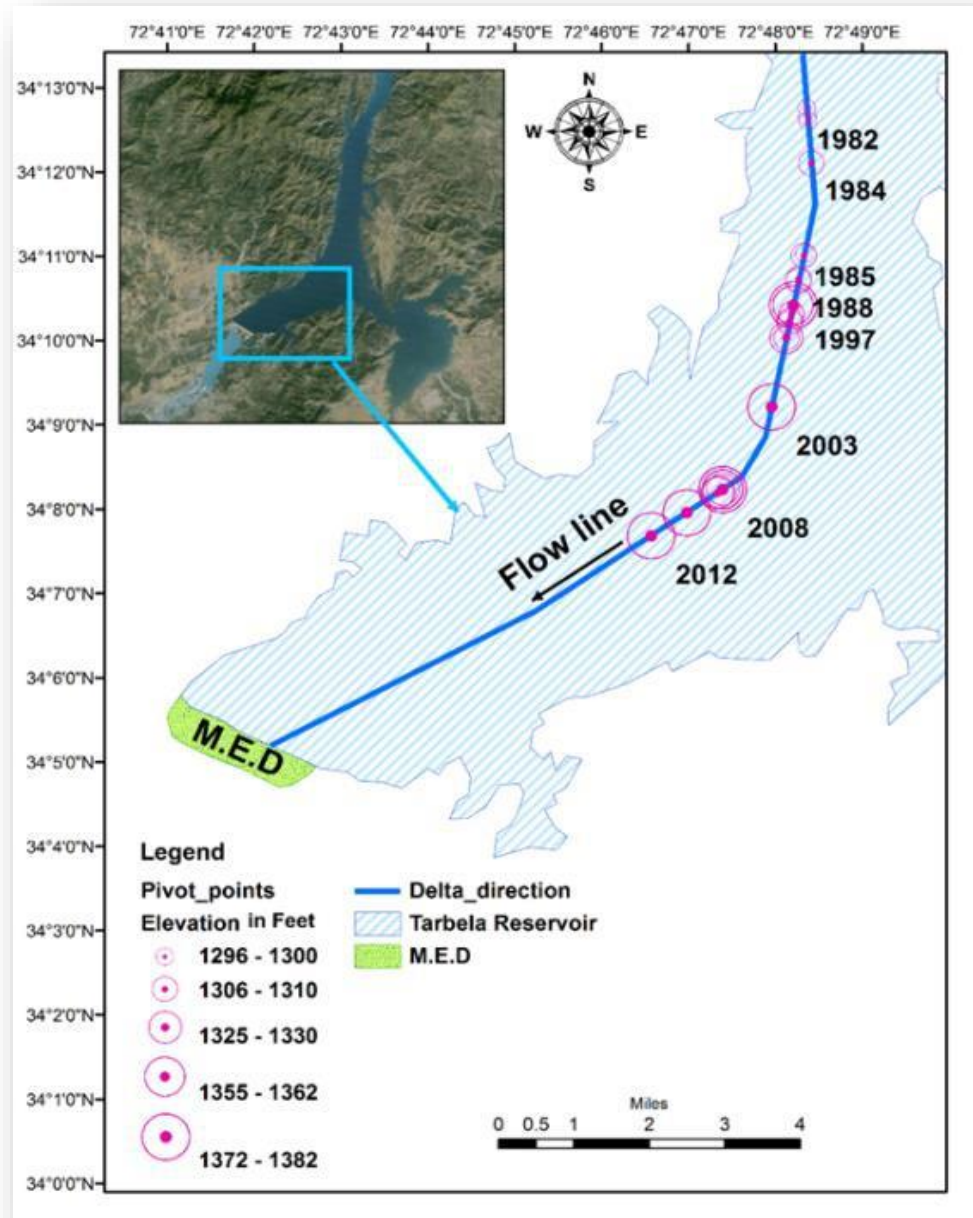 72°41'0"E 72°42'0"E 72°43'0"E 72°44'0"E 72°45'0"E 72°46'0"E 72°47'0"E 72°48'0"E 72°49'0"E
34°13'0"N
34°12'0"N
34°11'0"N
34°10'0"N
34°9'0"N
34°8'0"N
34°7'0"N
34°6'0"N
34°5'0"N
34°4'0"N
34°3'0"N
34°2'0"N
34°1'0"N
34°0'0"N
N
W E
S
1982
1984
1985
1988
1997
2003
2008
2012
Flow line
M.E.D
Legend
Pivot_points
Elevation in Feet
1296 - 1300
1306 - 1310
1325 - 1330
1355 - 1362
1372 - 1382
Delta_direction
Tarbela Reservoir
M.E.D
Miles
0 0.5 1 2 3 4